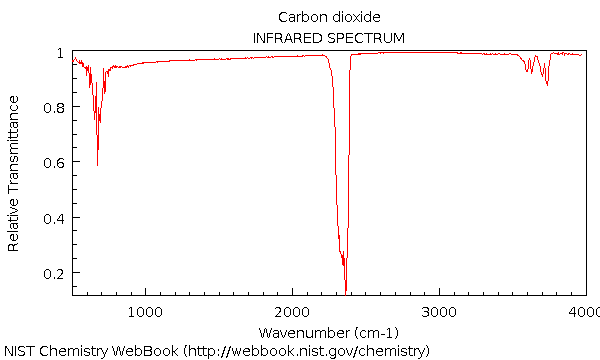 Carbon dioxide
INFRARED SPECTRUM
1
0.8
0.6
0.4
0.2
Relative Transmittance
1000 2000 3000 4000
Wavenumber (cm-1)
NIST Chemistry WebBook (http://webbook.nist.gov/chemistry)